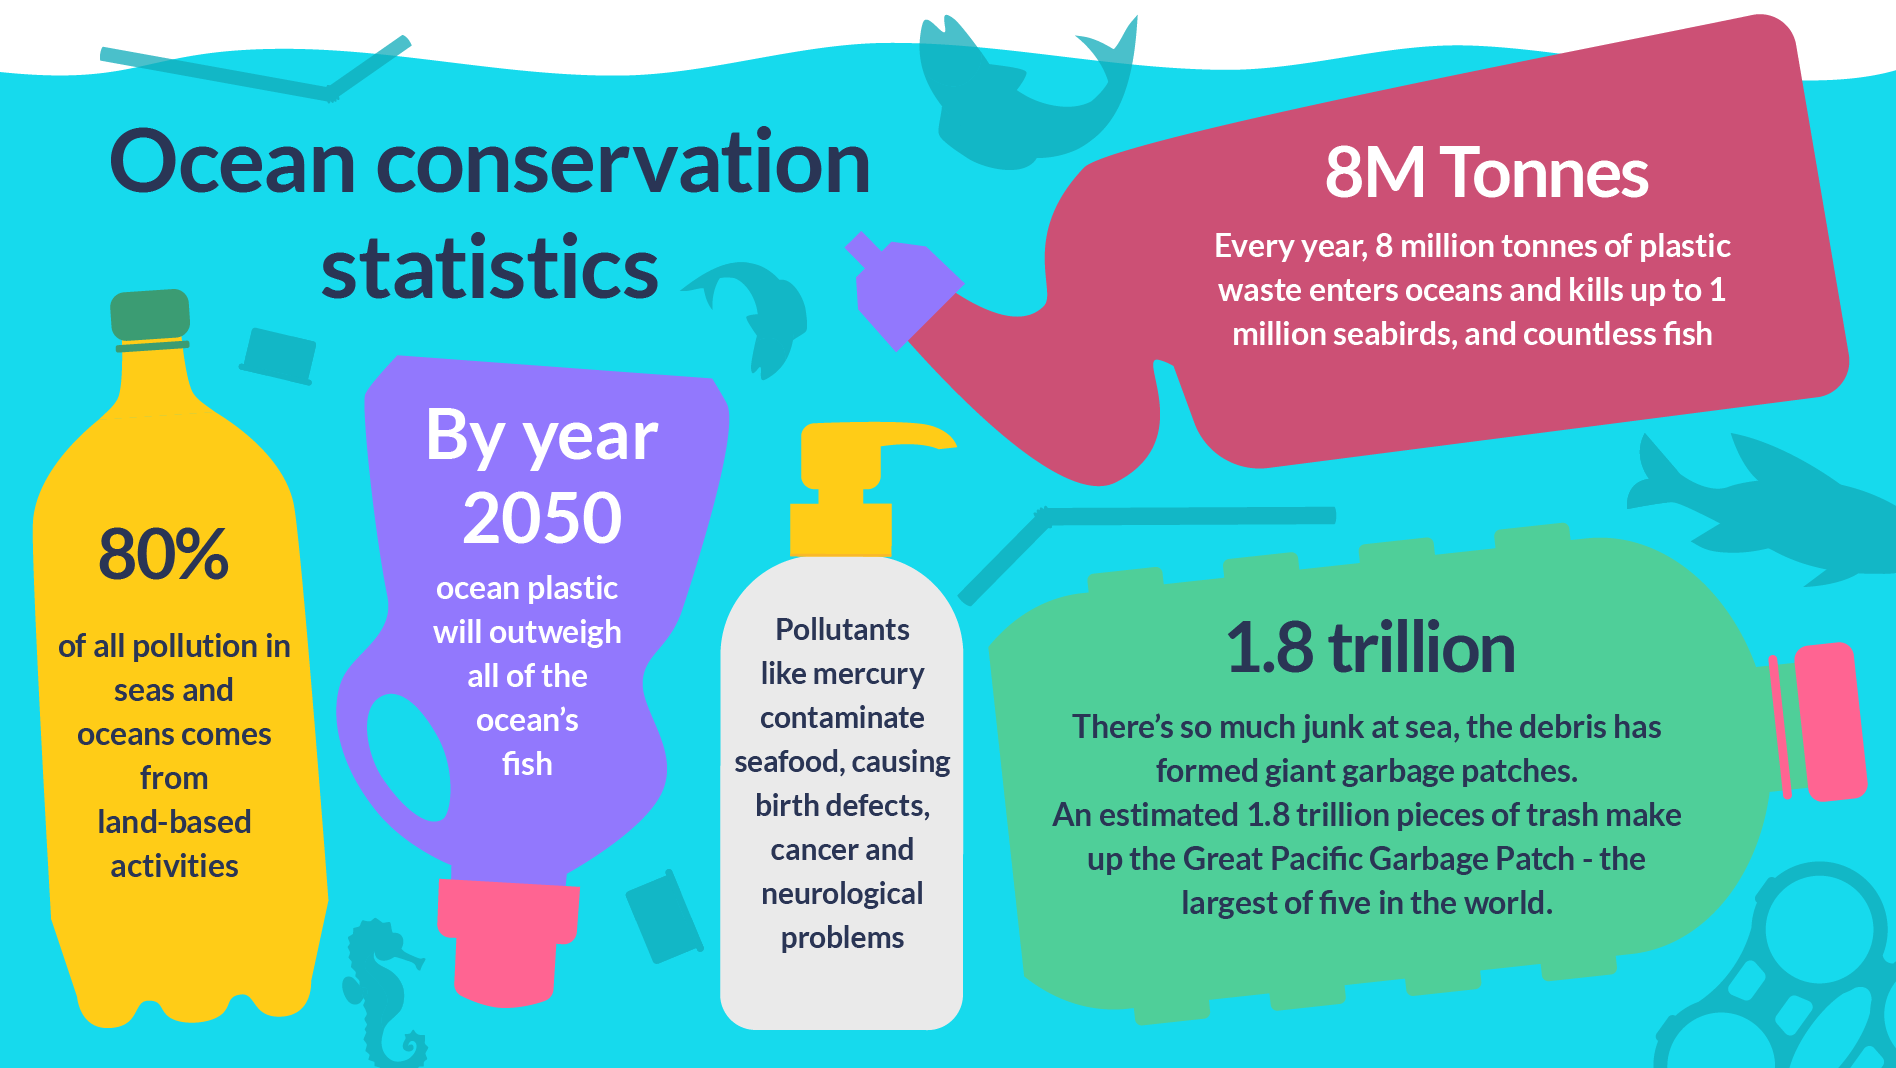 Ocean conservation
statistics
8M Tonnes
Every year, 8 million tonnes of plastic
waste enters oceans and kills up to 1
million seabirds, and countless fish
80%
of all pollution in
seas and
oceans comes
from
land-based
activities
By year
2050
ocean plastic
will outweigh
all of the
ocean’s
fish
Pollutants
like mercury
contaminate
seafood, causing
birth defects,
cancer and
neurological
problems
1.8 trillion
There’s so much junk at sea, the debris has
formed giant garbage patches.
An estimated 1.8 trillion pieces of trash make
up the Great Pacific Garbage Patch - the
largest of five in the world.